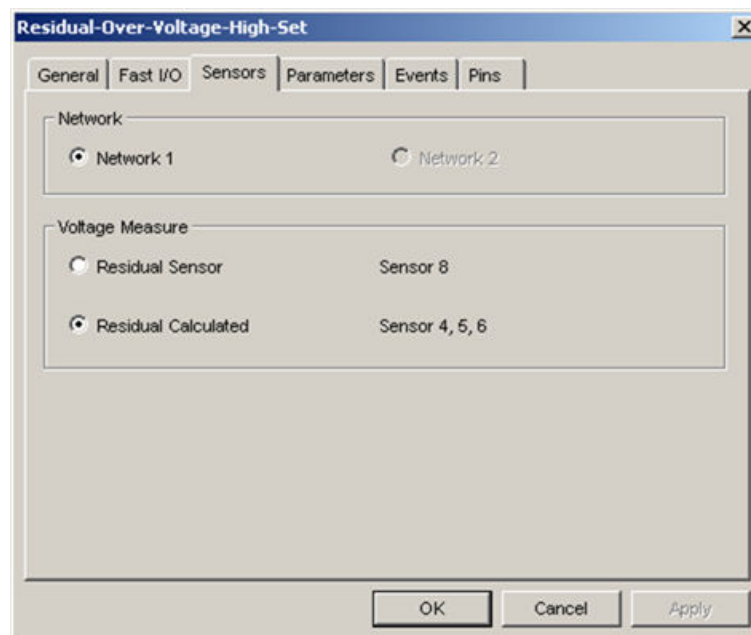 Residual-Over-Voltage-High-Set
General Fast I/O Sensors Parameters Events Pins
Network
Network 1 Network 2
Voltage Measure
Residual Sensor Sensor 8
Residual Calculated Sensor 4, 5, 6
OK Cancel Apply